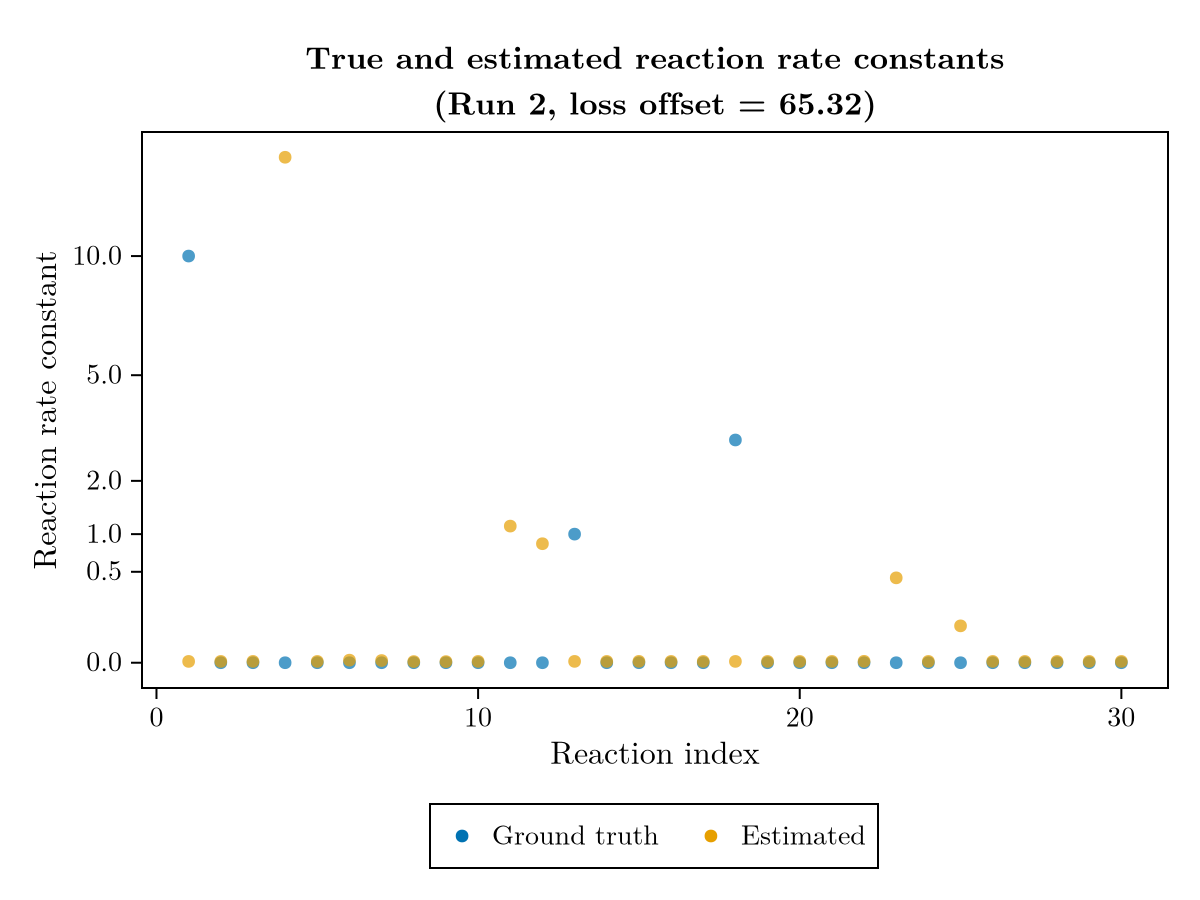 True and estimated reaction rate constants
(Run 2, loss offset = 65.32)
Reaction rate constant
10.0
5.0
2.0
1.0
0.5
0.0
0 10 20 30
Reaction index
Ground truth Estimated